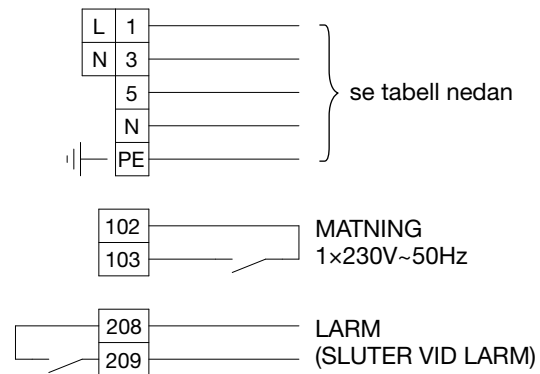 L 1
N 3
5
N
PE
se tabell nedan
102
103
MATNING
1×230V~50Hz
208
209
LARM
(SLUTER VID LARM)